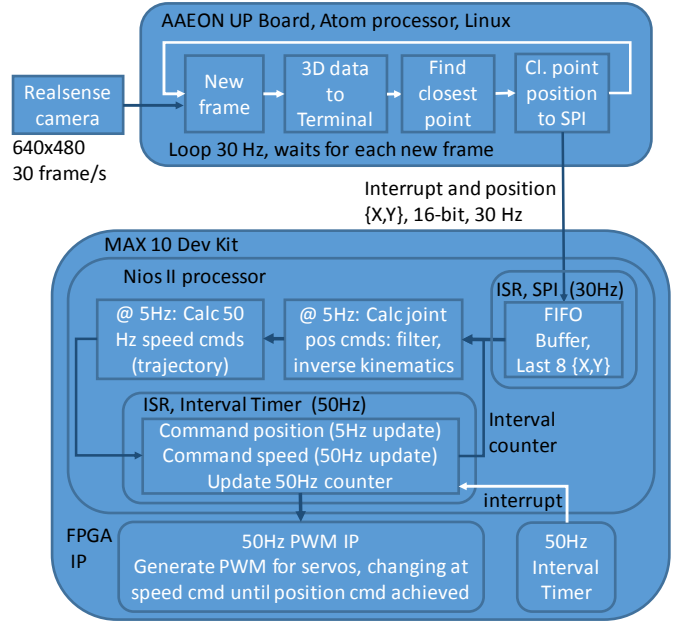 AAEON UP Board, Atom processor, Linux
Realsense
camera
640x480
30 frame/s
New
frame
3D data
to
Terminal
Find
closest
point
Cl. point
position
to SPI
Loop 30 Hz, waits for each new frame
Interrupt and position
{X,Y}, 16-bit, 30 Hz
MAX 10 Dev Kit
Nios II processor
ISR, SPI (30Hz)
FIFO
Buffer,
Last 8 {X,Y}
@ 5Hz: Calc joint
pos cmds: filter,
inverse kinematics
@ 5Hz: Calc 50
Hz speed cmds
(trajectory)
ISR, Interval Timer (50Hz)
Command position (5Hz update)
Command speed (50Hz update)
Update 50Hz counter
Interval
counter
interrupt
FPGA
IP
50Hz PWM IP
Generate PWM for servos, changing at
speed cmd until position cmd achieved
50Hz
Interval
Timer